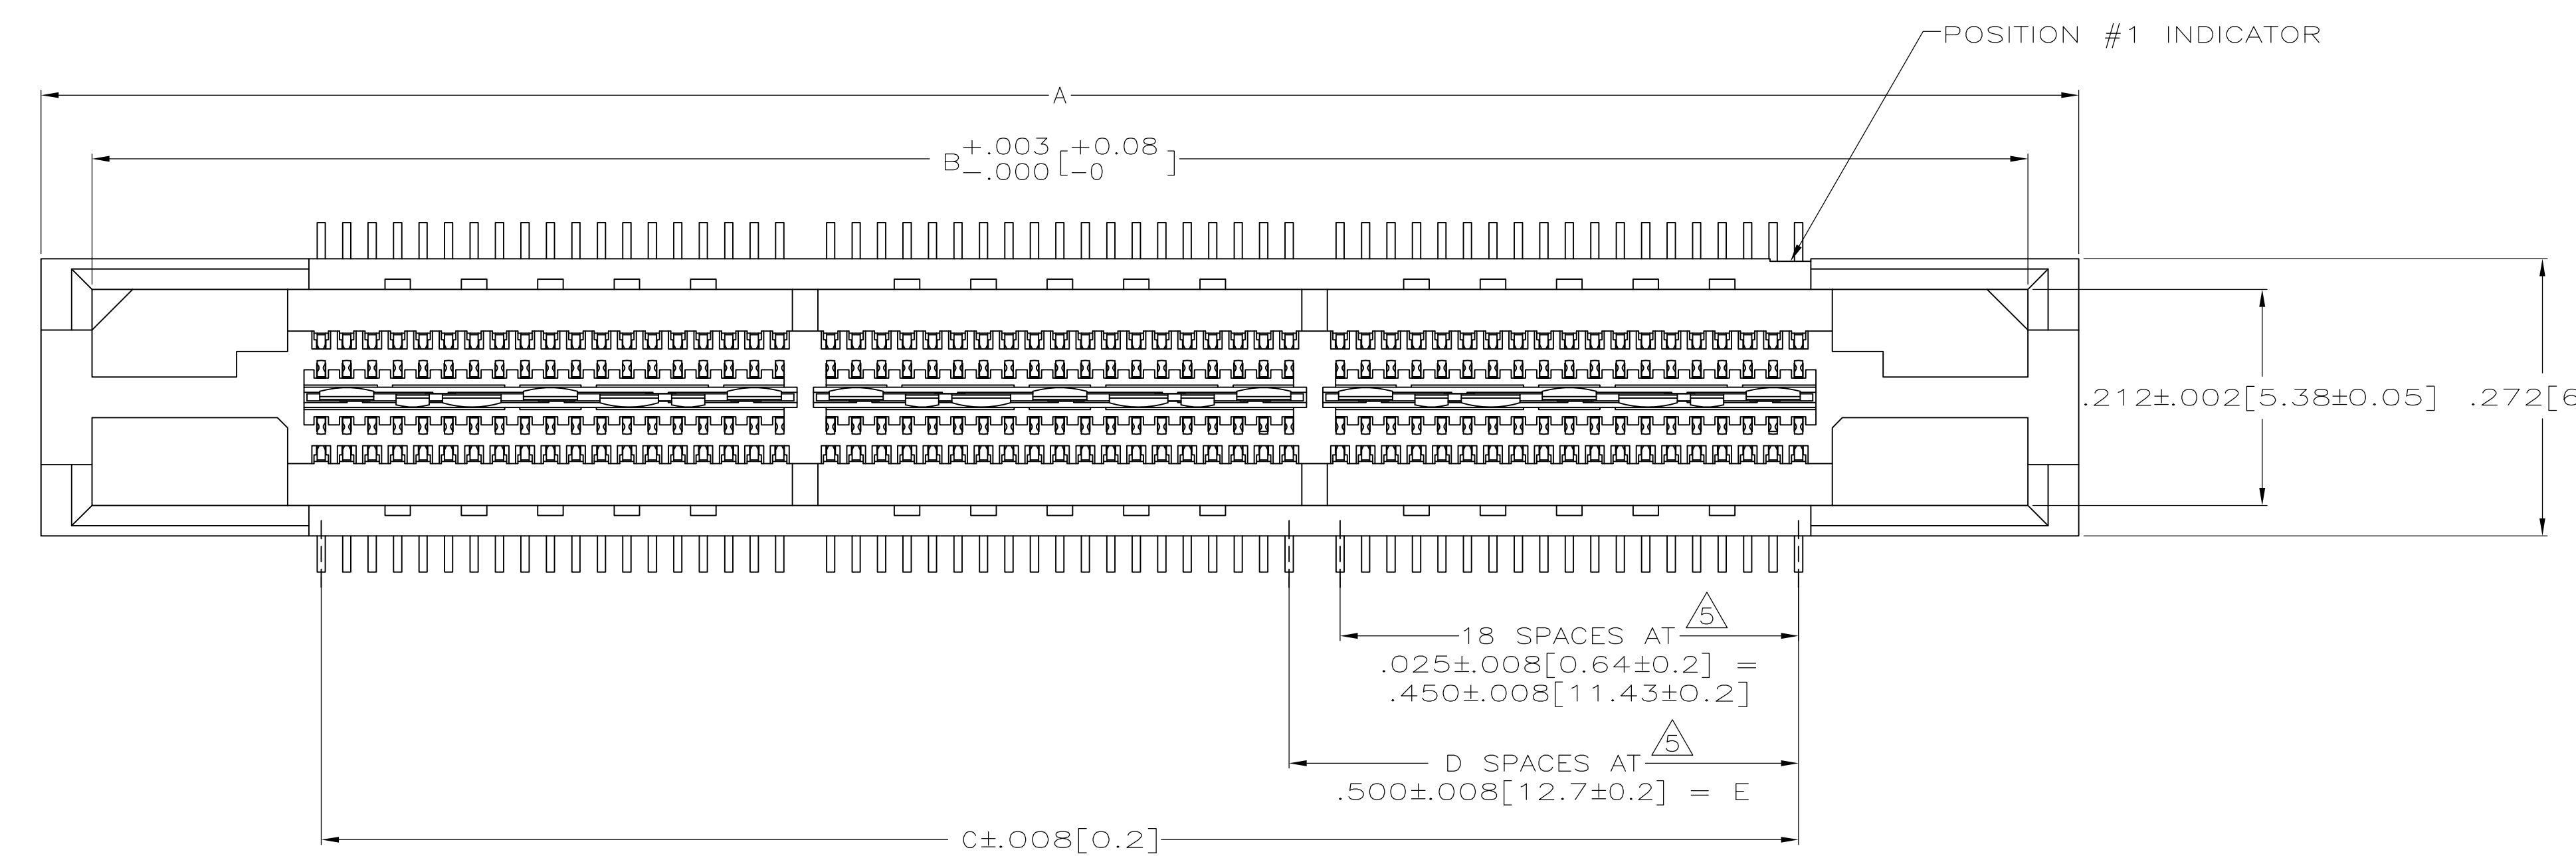 POSITION #1 INDICATOR
A
B +.003 [+0.08
-.000 -0 ]
.212±.002[5.38±0.05] .272[6
5
18 SPACES AT
.025±.008[0.64±0.2] =
.450±.008[11.43±0.2]
5
D SPACES AT
.500±.008[12.7±0.2] = E
C±.008[0.2]